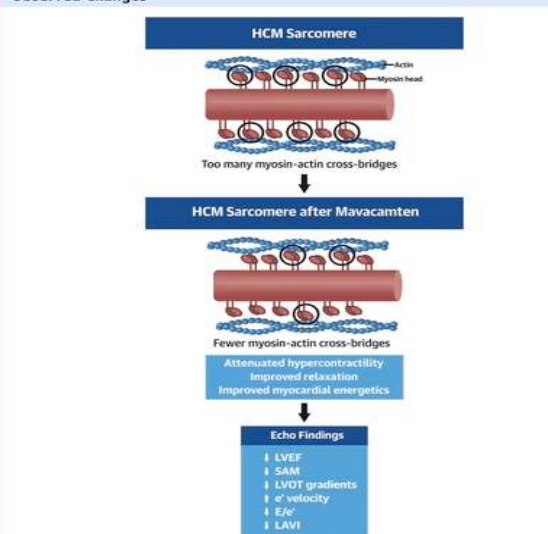 HCM Sarcomere
Actin
Myosin head
Too many myosin-actin cross-bridges
HCM Sarcomere after Mavacamten
Fewer myosin-actin cross-bridges
Attenuated hypercontractility
Improved relaxation
Improved myocardial energetics
Echo Findings
↓ LVEF
↓ SAM
↓ LVOT gradients
↑ e' velocity
↓ E/e'
↓ LAVI